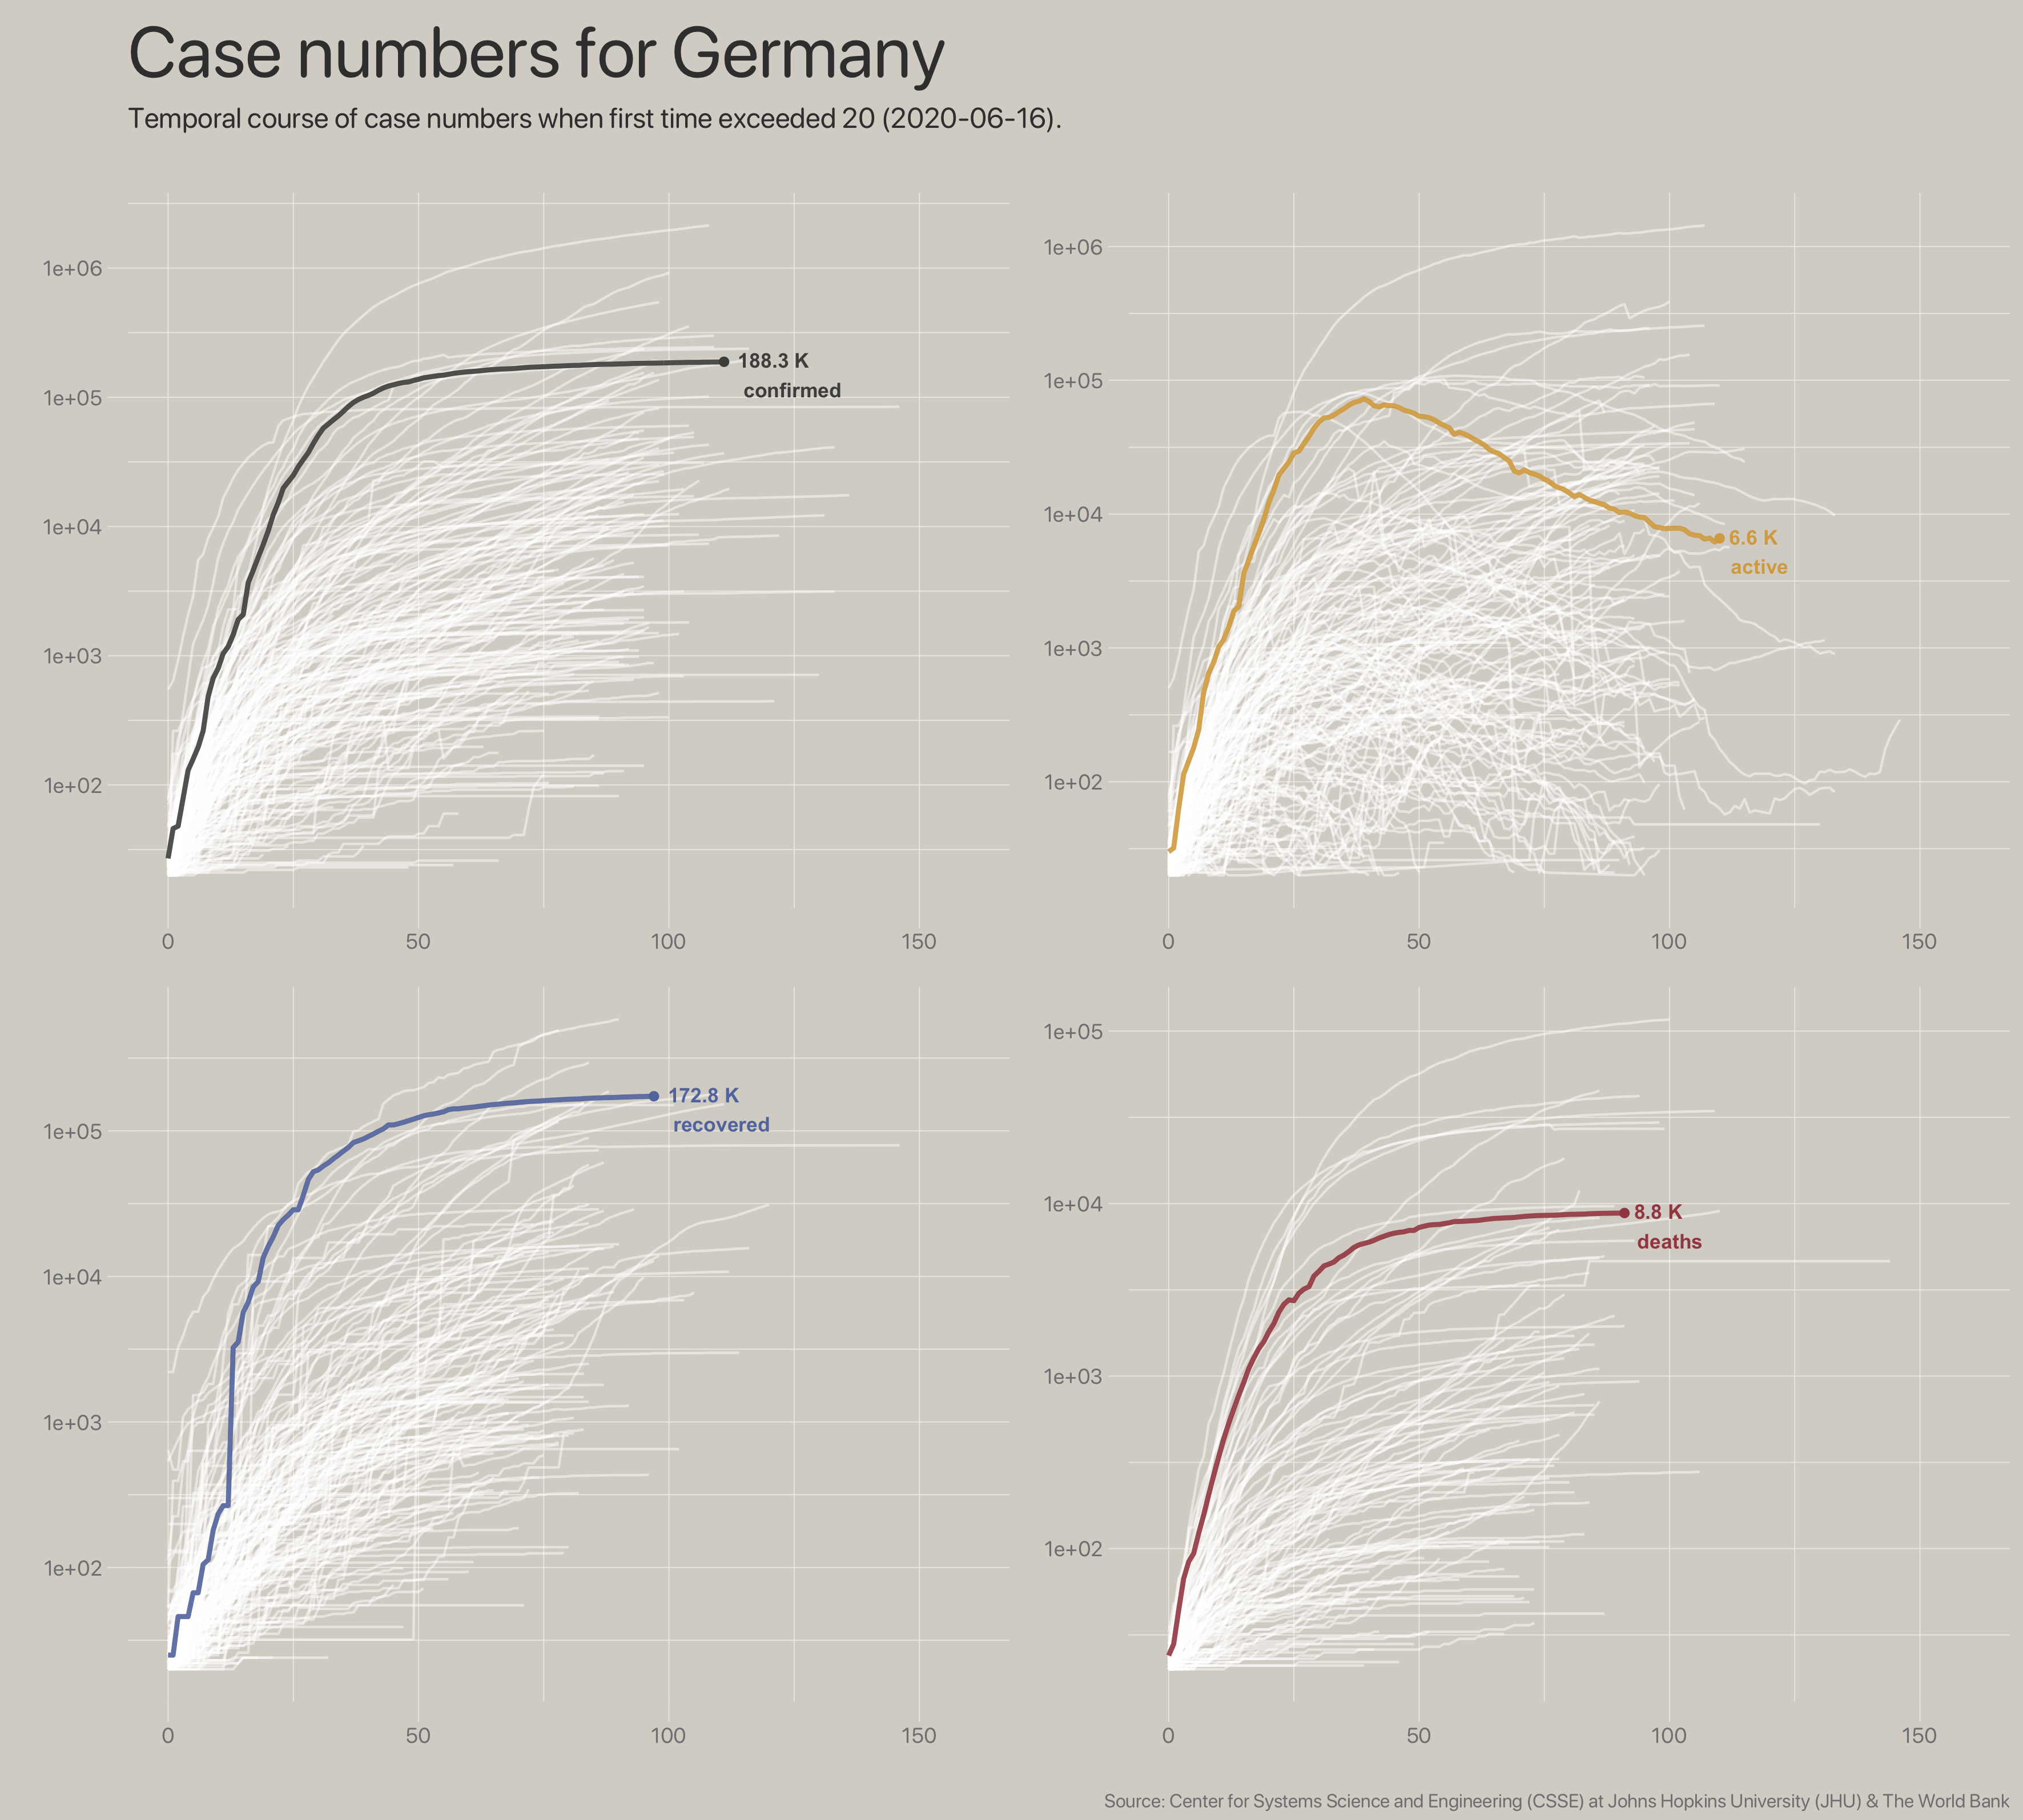 Case numbers for Germany
Temporal course of case numbers when first time exceeded 20 (2020-06-16).
1e+06
1e+05
1e+04
1e+03
1e+02
188.3 K
confirmed
0 50 100 150
1e+06
1e+05
1e+04
1e+03
1e+02
6.6 K
active
0 50 100 150
1e+05
1e+04
1e+03
1e+02
172.8 K
recovered
0 50 100 150
1e+05
1e+04
1e+03
1e+02
8.8 K
deaths
0 50 100 150
Source: Center for Systems Science and Engineering (CSSE) at Johns Hopkins University (JHU) & The World Bank